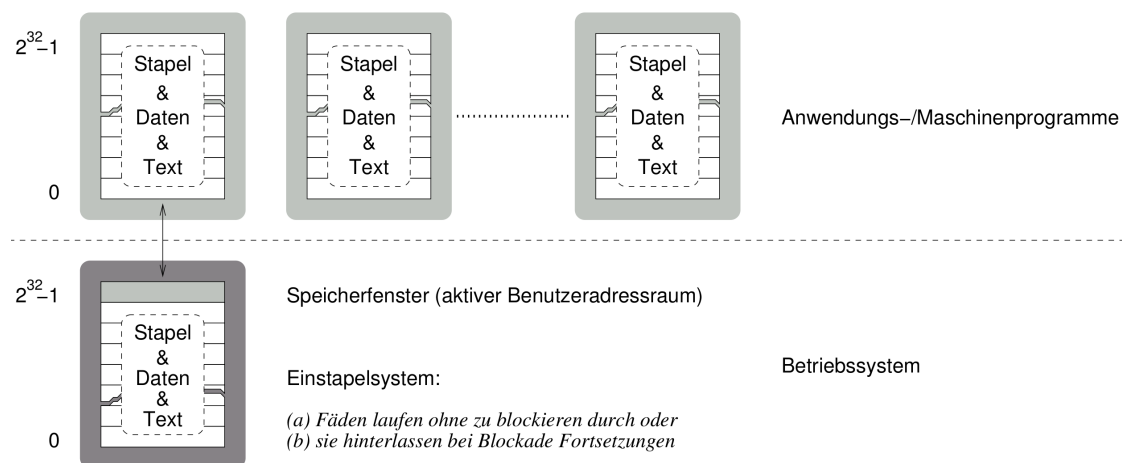 2^32–1
Stapel
&
Daten
&
Text
Stapel
&
Daten
&
Text
Stapel
&
Daten
&
Text
0
Anwendungs–/Maschinenprogramme
2^32–1
Speicherfenster (aktiver Benutzeradressraum)
Stapel
&
Daten
&
Text
0
Einstapelsystem:
(a) Fäden laufen ohne zu blockieren durch oder
(b) sie hinterlassen bei Blockade Fortsetzungen
Betriebssystem